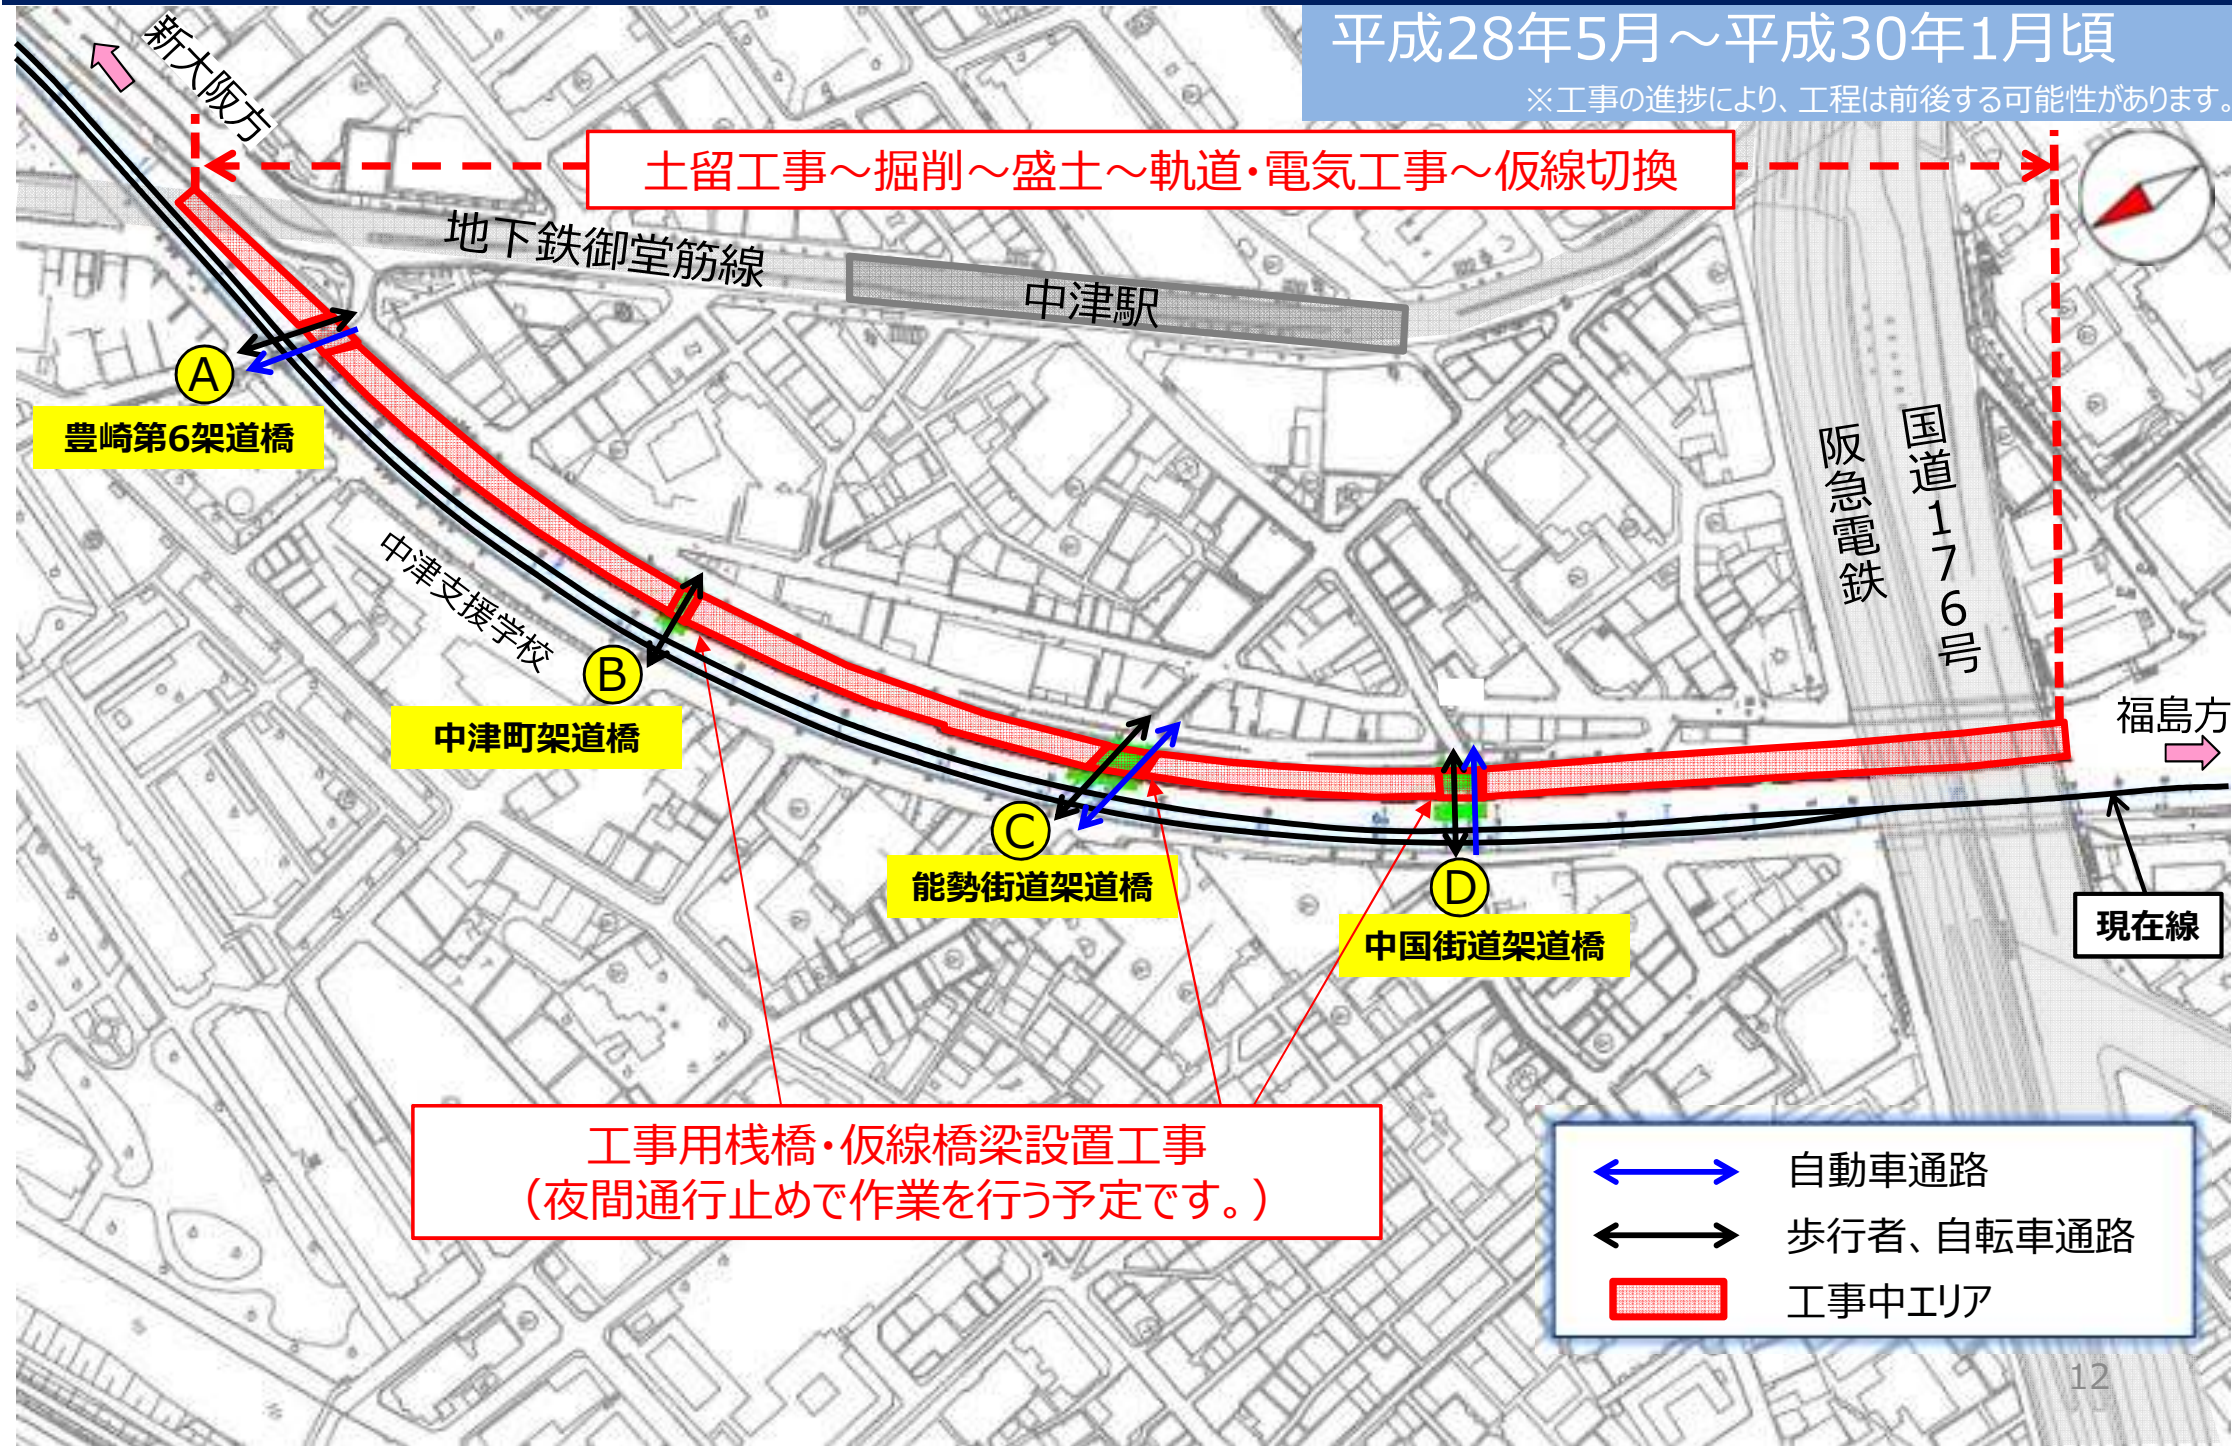 平成28年5月～平成30年1月頃
※工事の進捗により、工程は前後する可能性があります。
新大阪方
土留工事～掘削～盛土～軌道・電気工事～仮線切換
地下鉄御堂筋線
中津駅
A
豊崎第6架道橋
阪急電鉄
国道176号
中津支援学校
B
中津町架道橋
福島方
C
能勢街道架道橋
D
中国街道架道橋
現在線
工事用桟橋・仮線橋梁設置工事
（夜間通行止めで作業を行う予定です。）
自動車通路
歩行者、自転車通路
工事中エリア
12